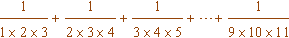 1/(1×2×3) + 1/(2×3×4) + 1/(3×4×5) + ⋯ + 1/(9×10×11)